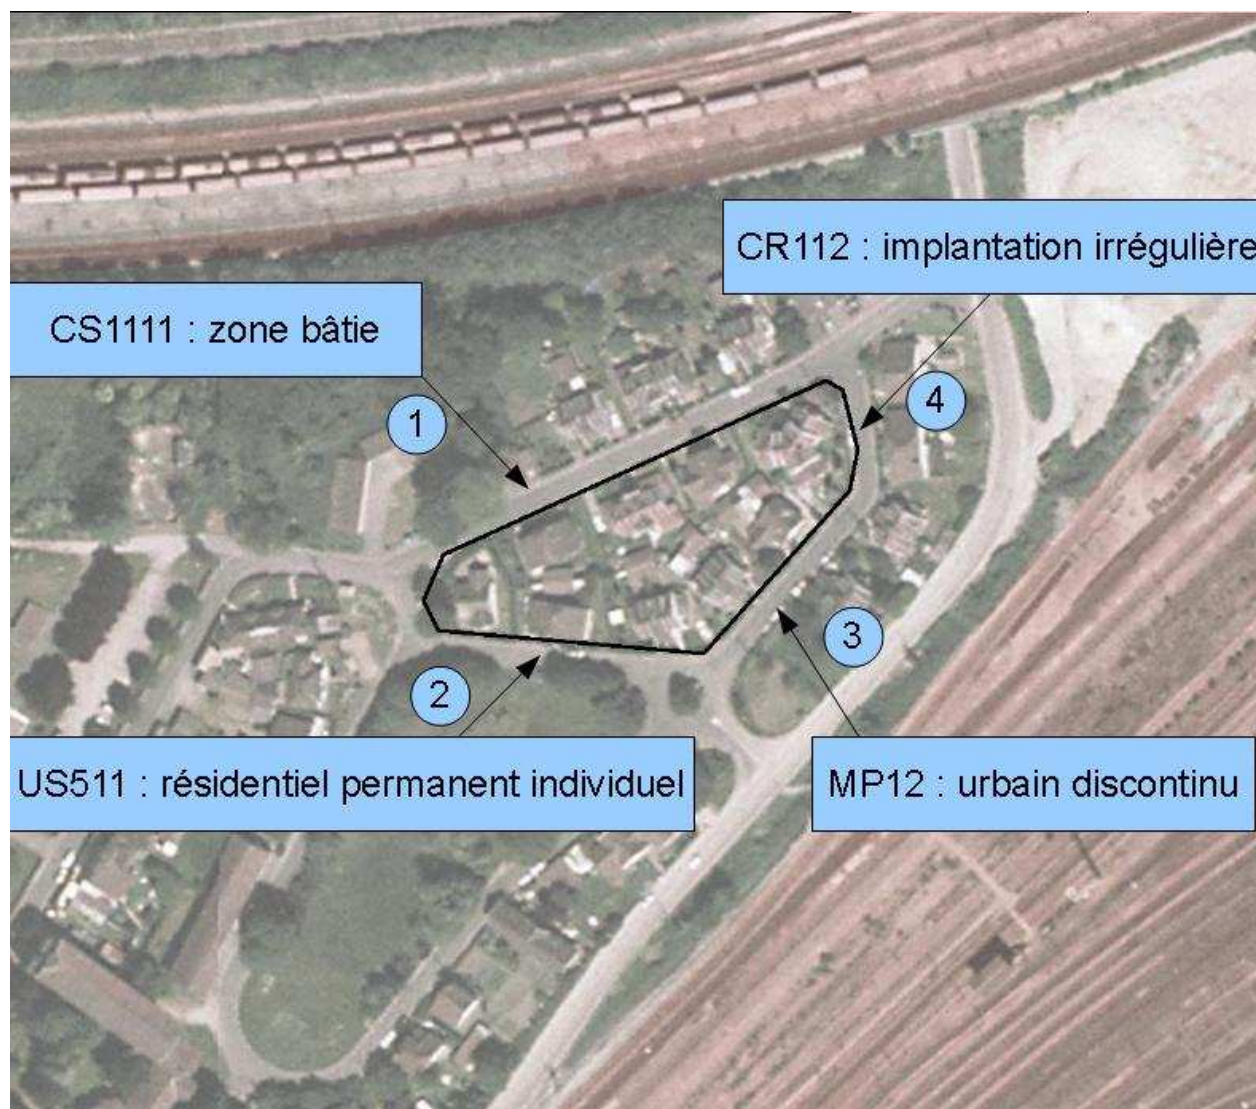 CR112 : implantation irrégulière
CS1111 : zone bâtie
4
1
3
2
US511 : résidentiel permanent individuel
MP12 : urbain discontinu